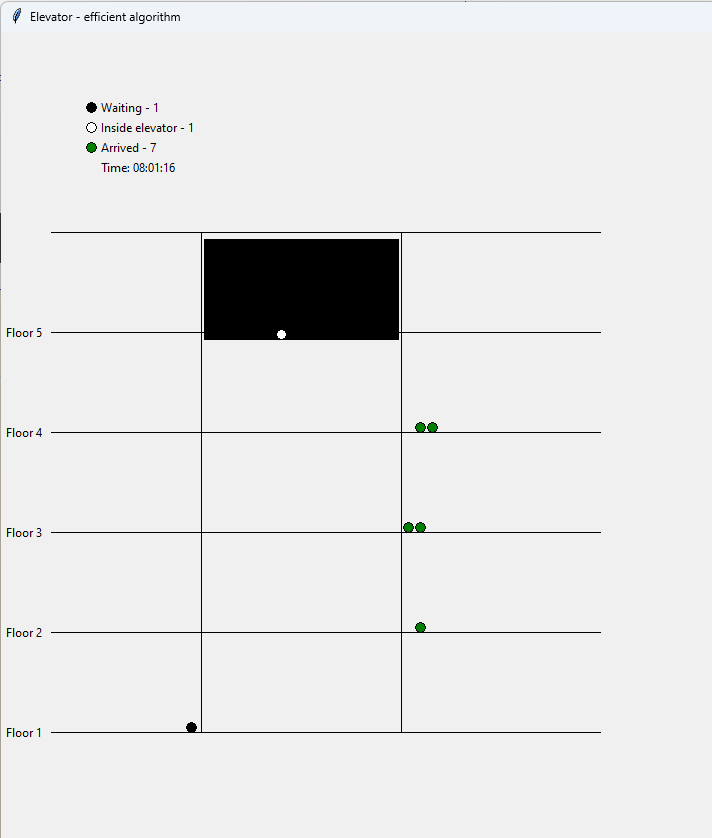 Elevator - efficient algorithm
Waiting - 1
Inside elevator - 1
Arrived - 7
Time: 08:01:16
Floor 5
Floor 4
Floor 3
Floor 2
Floor 1